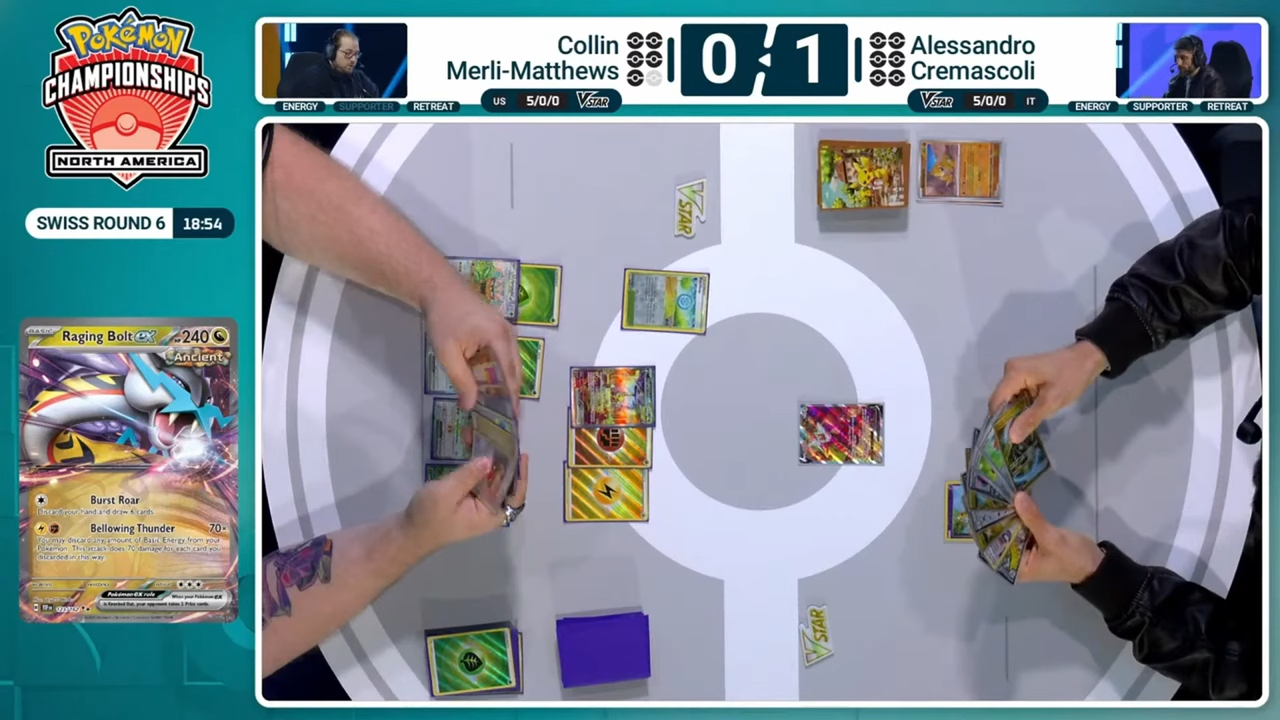 Pokémon
CHAMPIONSHIPS
NORTH AMERICA
SWISS ROUND 6 18:54
Collin
Merli-Matthews
0 1
Alessandro
Cremascoli
US 5/0/0 VSTAR
VSTAR 5/0/0 IT
ENERGY SUPPORTER RETREAT
ENERGY SUPPORTER RETREAT
BASIC Raging Bolt ex HP 240
Ancient
Burst Roar
Discard your hand and draw 6 cards.
Bellowing Thunder 70×
You may discard any amount of Basic Energy from your
Pokémon. This attack does 70 damage for each card you
discarded in this way.
Pokémon ex rule
When your Pokémon ex
is Knocked Out, your opponent takes 2 Prize cards.
VSTAR
VSTAR